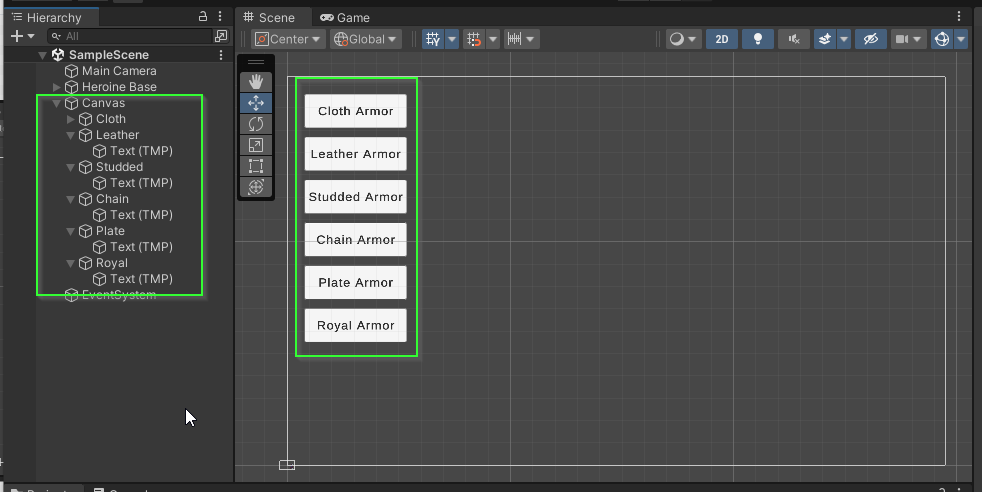 Hierarchy
All
SampleScene
Main Camera
Heroine Base
Canvas
Cloth
Leather
Text (TMP)
Studded
Text (TMP)
Chain
Text (TMP)
Plate
Text (TMP)
Royal
Text (TMP)
EventSystem
Scene
Game
Center
Global
2D
Cloth Armor
Leather Armor
Studded Armor
Chain Armor
Plate Armor
Royal Armor